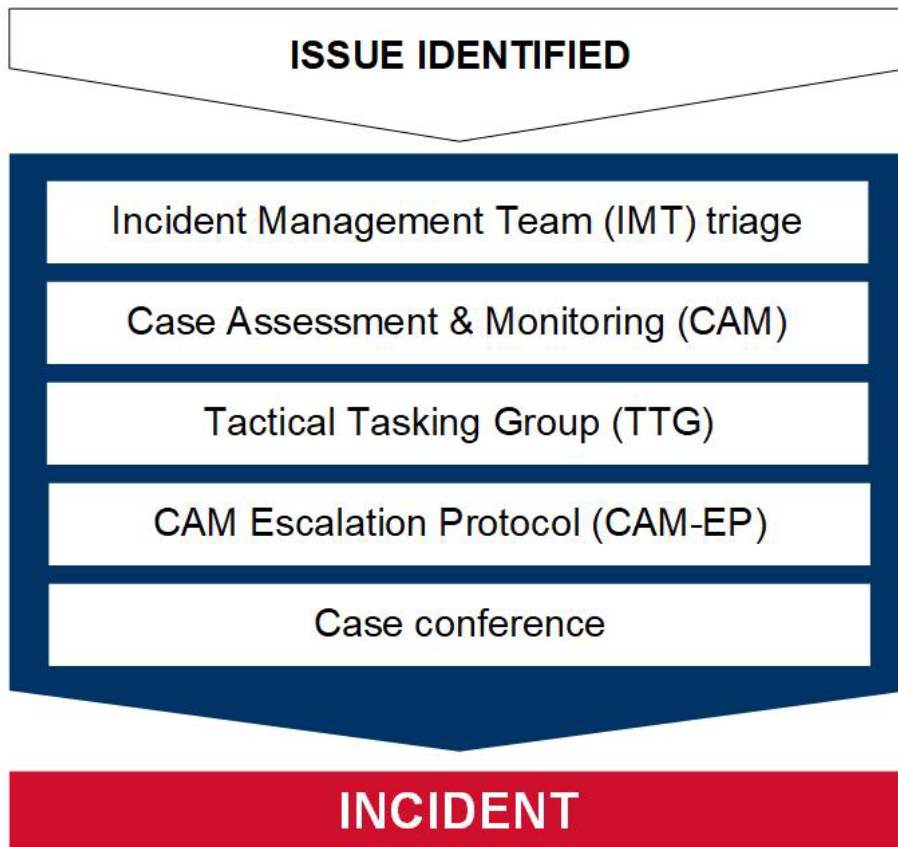 ISSUE IDENTIFIED
Incident Management Team (IMT) triage
Case Assessment & Monitoring (CAM)
Tactical Tasking Group (TTG)
CAM Escalation Protocol (CAM-EP)
Case conference
INCIDENT